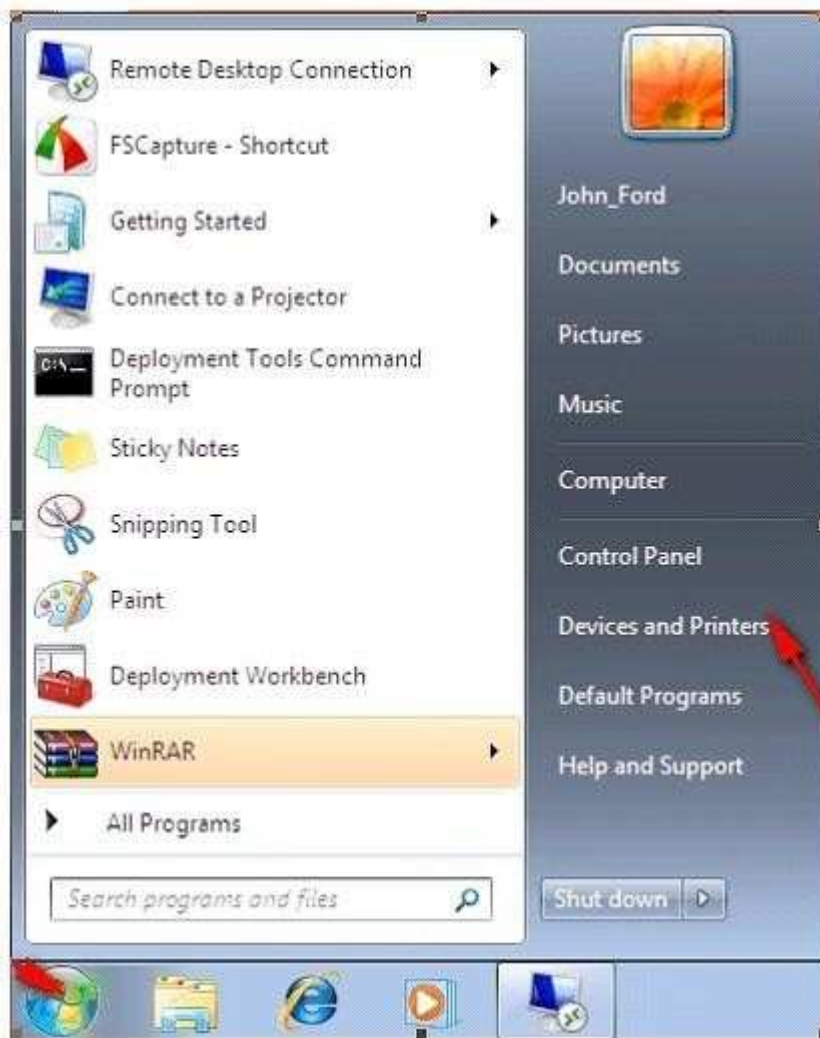 Remote Desktop Connection
FSCapture - Shortcut
Getting Started
Connect to a Projector
C:\
Deployment Tools Command
Prompt
Sticky Notes
Snipping Tool
Paint
Deployment Workbench
WinRAR
All Programs
Search programs and files
John_Ford
Documents
Pictures
Music
Computer
Control Panel
Devices and Printers
Default Programs
Help and Support
Shut down